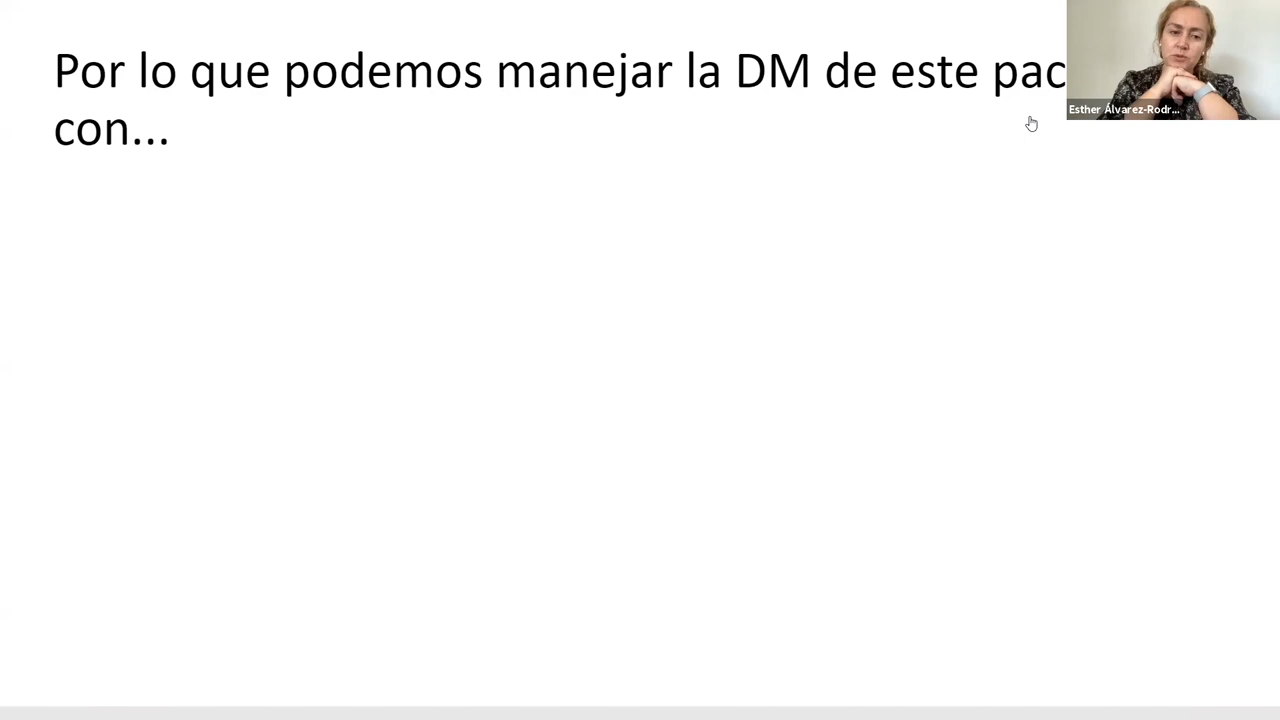 Por lo que podemos manejar la DM de este pac
con...
Esther Álvarez-Rodr...